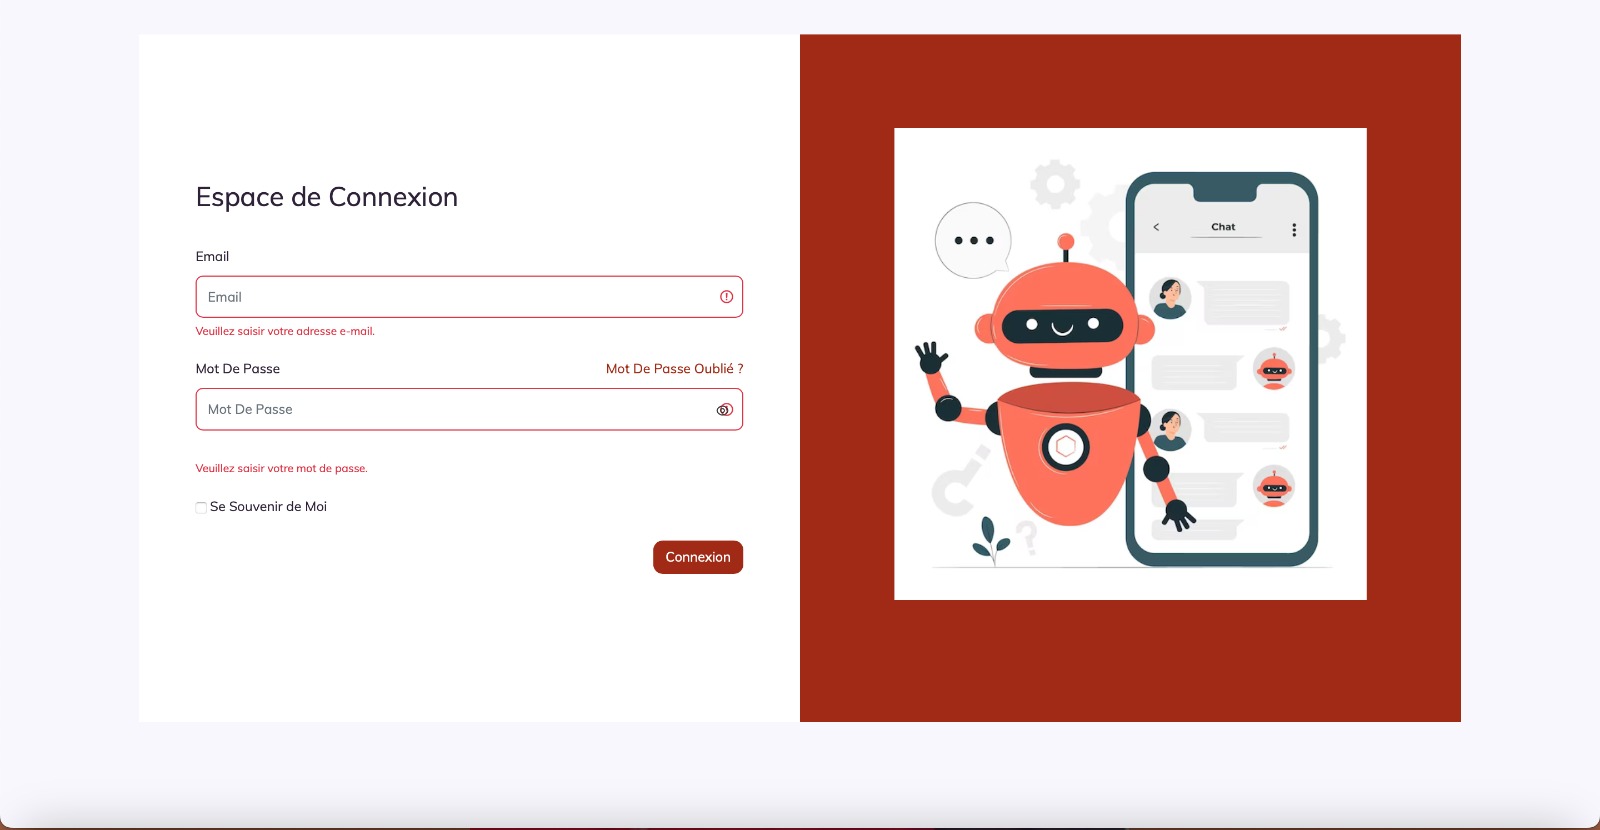 Espace de Connexion
Email
Email
Veuillez saisir votre adresse e-mail.
Mot De Passe
Mot De Passe Oublié ?
Mot De Passe
Veuillez saisir votre mot de passe.
Se Souvenir de Moi
Connexion
Chat
?